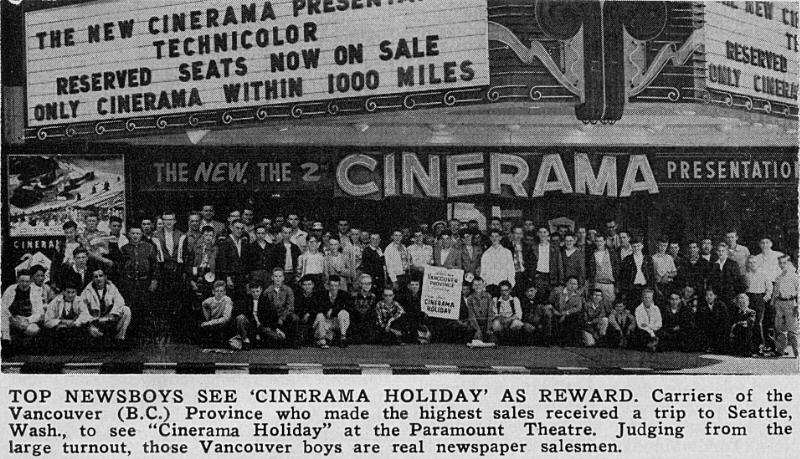 THE NEW CINERAMA PRESENTA
TECHNICOLOR
RESERVED SEATS NOW ON SALE
ONLY CINERAMA WITHIN 1000 MILES
THE NEW CIN
RESERVED
ONLY CINERA
THE NEW, THE 2ND CINERAMA PRESENTATIO
CINERA
VANCOUVER
PROVINCE
CINERAMA
HOLIDAY
TOP NEWSBOYS SEE 'CINERAMA HOLIDAY' AS REWARD. Carriers of the
Vancouver (B.C.) Province who made the highest sales received a trip to Seattle,
Wash., to see "Cinerama Holiday" at the Paramount Theatre. Judging from the
large turnout, those Vancouver boys are real newspaper salesmen.